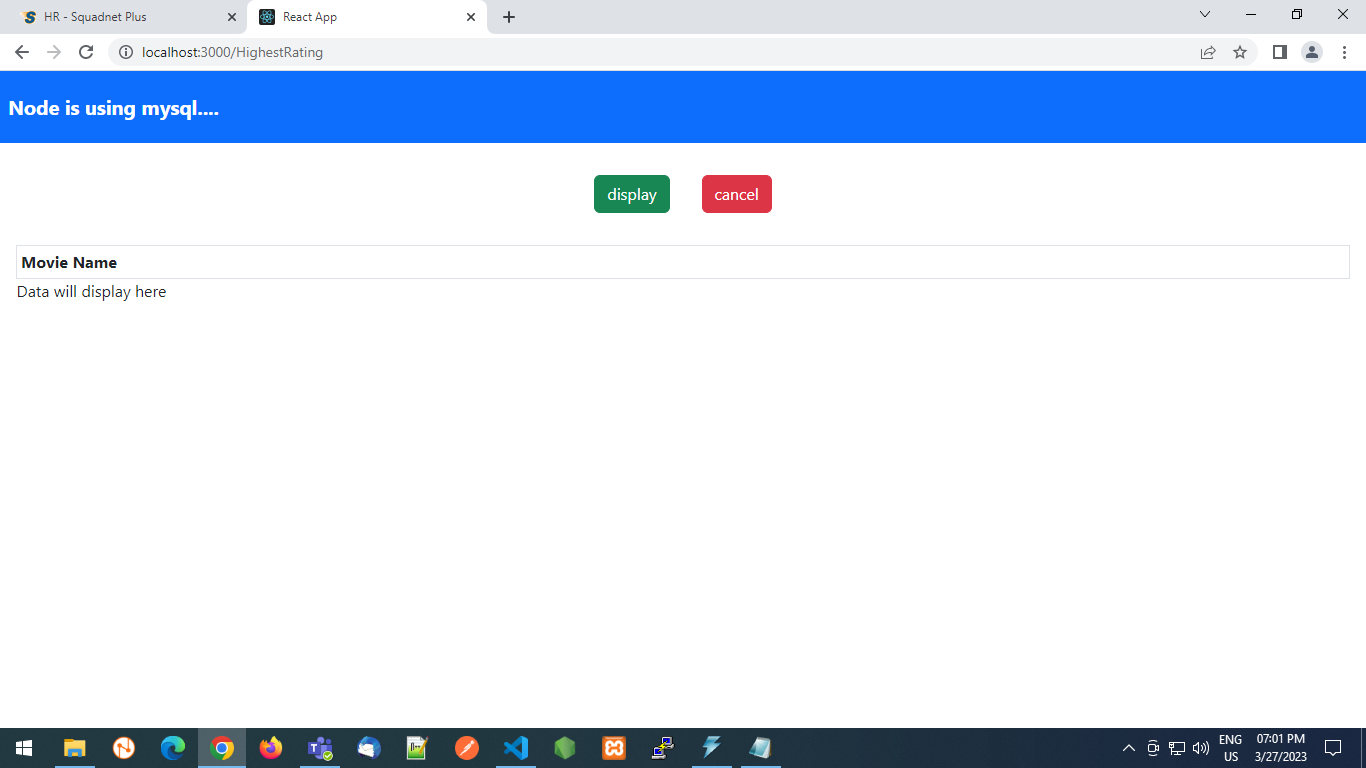 HR - Squadnet Plus
React App
localhost:3000/HighestRating
Node is using mysql....
display
cancel
Movie Name
Data will display here
ENG
US
07:01 PM
3/27/2023